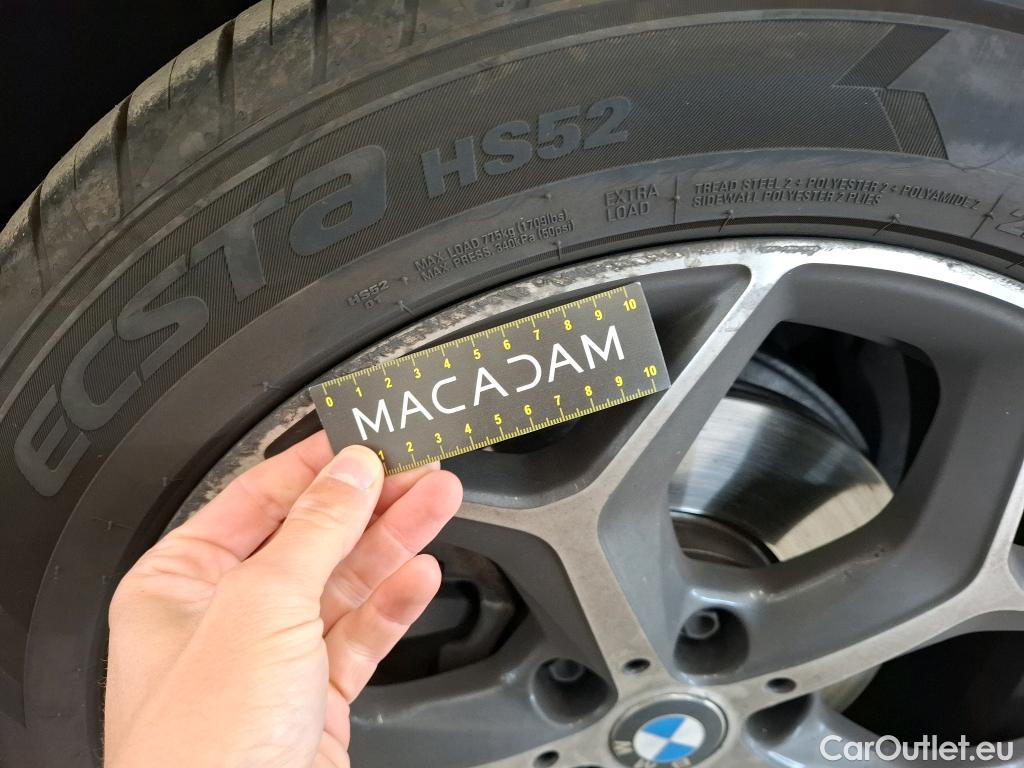 ECSTA HS52
MAX. LOAD 775kg (1709lbs)
MAX. PRESS. 340kPa (50psi)
EXTRA
LOAD
TREAD STEEL 2 + POLYESTER 2 + POLYAMIDE 2
SIDEWALL POLYESTER 2 PLIES
HS52
01
0 1 2 3 4 5 6 7 8 9 10
MACADAM
1 2 3 4 5 6 7 8 9 10
CarOutlet.eu